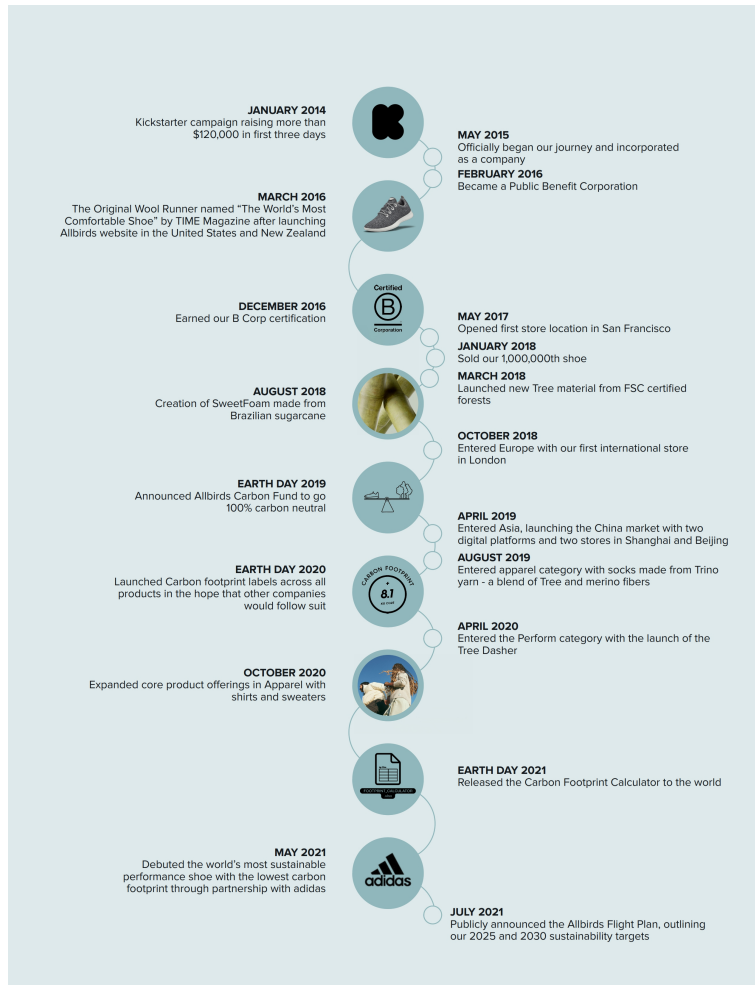 JANUARY 2014
Kickstarter campaign raising more than
$120,000 in first three days
MAY 2015
Officially began our journey and incorporated
as a company
FEBRUARY 2016
Became a Public Benefit Corporation
MARCH 2016
The Original Wool Runner named “The World’s Most
Comfortable Shoe” by TIME Magazine after launching
Allbirds website in the United States and New Zealand
DECEMBER 2016
Earned our B Corp certification
Certified
B
Corporation
MAY 2017
Opened first store location in San Francisco
JANUARY 2018
Sold our 1,000,000th shoe
MARCH 2018
Launched new Tree material from FSC certified
forests
AUGUST 2018
Creation of SweetFoam made from
Brazilian sugarcane
OCTOBER 2018
Entered Europe with our first international store
in London
EARTH DAY 2019
Announced Allbirds Carbon Fund to go
100% carbon neutral
APRIL 2019
Entered Asia, launching the China market with two
digital platforms and two stores in Shanghai and Beijing
AUGUST 2019
Entered apparel category with socks made from Trino
yarn - a blend of Tree and merino fibers
EARTH DAY 2020
Launched Carbon footprint labels across all
products in the hope that other companies
would follow suit
CARBON FOOTPRINT
+
8.1
APRIL 2020
Entered the Perform category with the launch of the
Tree Dasher
OCTOBER 2020
Expanded core product offerings in Apparel with
shirts and sweaters
FOOTPRINT_CALCULATOR
EARTH DAY 2021
Released the Carbon Footprint Calculator to the world
MAY 2021
Debuted the world’s most sustainable
performance shoe with the lowest carbon
footprint through partnership with adidas
adidas
JULY 2021
Publicly announced the Allbirds Flight Plan, outlining
our 2025 and 2030 sustainability targets